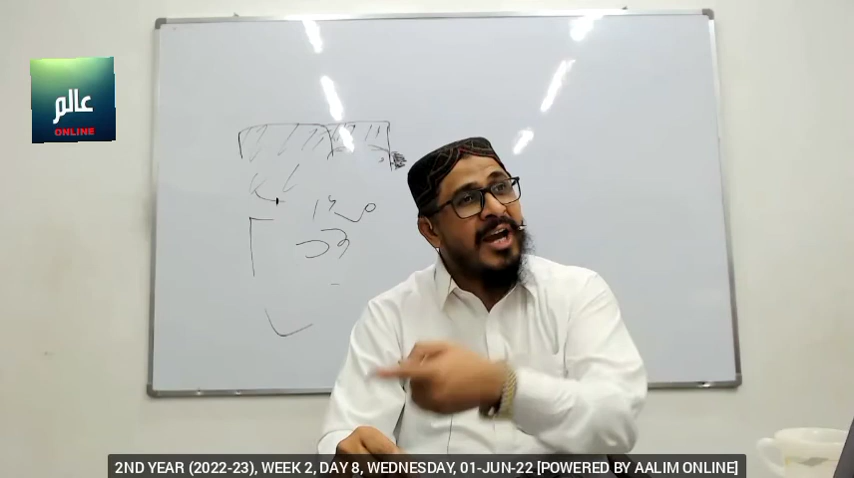 عالم
ONLINE
2ND YEAR (2022-23), WEEK 2, DAY 8, WEDNESDAY, 01-JUN-22 [POWERED BY AALIM ONLINE]